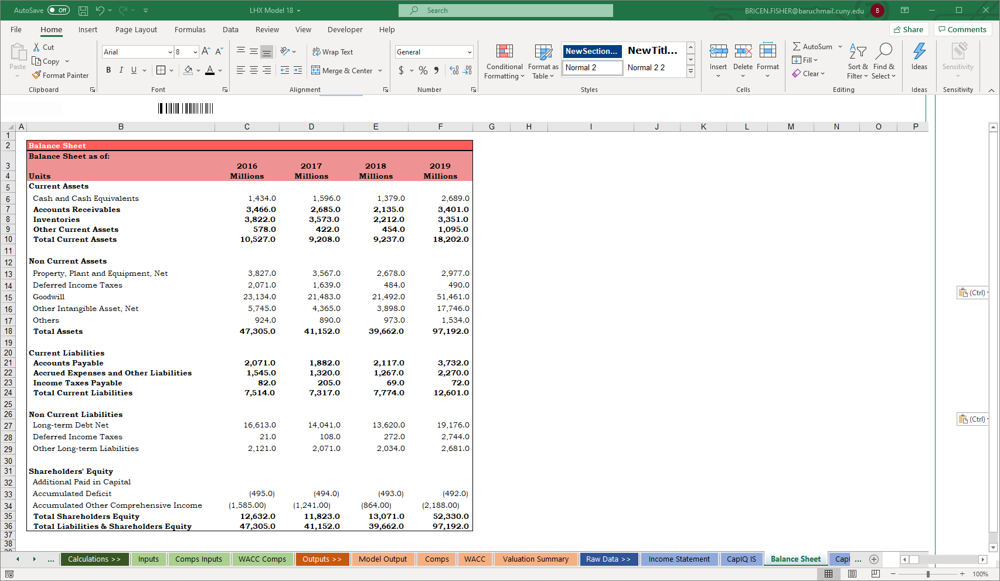 AutoSave Off LHX Model 18 Search BRICEN.FISHER@baruchmail.cuny.edu B
File Home Insert Page Layout Formulas Data Review View Developer Help Share Comments
Paste Cut Copy Format Painter Clipboard
Arial 8 A A B I U A Font
ab Wrap Text Merge & Center Alignment
General $ % 9 Number
Conditional Formatting Format as Table NewSection... NewTitl... Normal 2 Normal 2 2 Styles
Insert Delete Format Cells
AutoSum Fill Clear Sort & Filter Find & Select Editing
Ideas Ideas
Sensitivity Sensitivity
A B C D E F G H I J K L M N O P
1
2 Balance Sheet
3 Balance Sheet as of: 2016 2017 2018 2019
4 Units Millions Millions Millions Millions
5 Current Assets
6 Cash and Cash Equivalents 1,434.0 1,596.0 1,379.0 2,689.0
7 Accounts Receivables 3,466.0 2,685.0 2,135.0 3,401.0
8 Inventories 3,822.0 3,573.0 2,212.0 3,351.0
9 Other Current Assets 578.0 422.0 454.0 1,095.0
10 Total Current Assets 10,527.0 9,208.0 9,237.0 18,202.0
11
12 Non Current Assets
13 Property, Plant and Equipment, Net 3,827.0 3,567.0 2,678.0 2,977.0
14 Deferred Income Taxes 2,071.0 1,639.0 484.0 490.0
15 Goodwill 23,134.0 21,483.0 21,492.0 51,461.0
16 Other Intangible Asset, Net 5,745.0 4,365.0 3,898.0 17,746.0
17 Others 924.0 890.0 973.0 1,534.0
18 Total Assets 47,305.0 41,152.0 39,662.0 97,192.0
19
20 Current Liabilities
21 Accounts Payable 2,071.0 1,882.0 2,117.0 3,732.0
22 Accrued Expenses and Other Liabilities 1,545.0 1,320.0 1,267.0 2,270.0
23 Income Taxes Payable 82.0 205.0 69.0 72.0
24 Total Current Liabilities 7,514.0 7,317.0 7,774.0 12,601.0
25
26 Non Current Liabilities
27 Long-term Debt Net 16,613.0 14,041.0 13,620.0 19,176.0
28 Deferred Income Taxes 21.0 108.0 272.0 2,744.0
29 Other Long-term Liabilities 2,121.0 2,071.0 2,034.0 2,681.0
30
31 Shareholders' Equity
32 Additional Paid in Capital
33 Accumulated Deficit (495.0) (494.0) (493.0) (492.0)
34 Accumulated Other Comprehensive Income (1,585.00) (1,241.00) (864.00) (2,188.00)
35 Total Shareholders Equity 12,632.0 11,823.0 13,071.0 52,330.0
36 Total Liabilities & Shareholders Equity 47,305.0 41,152.0 39,662.0 97,192.0
37
38
(Ctrl)
(Ctrl)
... Calculations >> Inputs Comps Inputs WACC Comps Outputs >> Model Output Comps WACC Valuation Summary Raw Data >> Income Statement CapIQ IS Balance Sheet CapI ...
100%